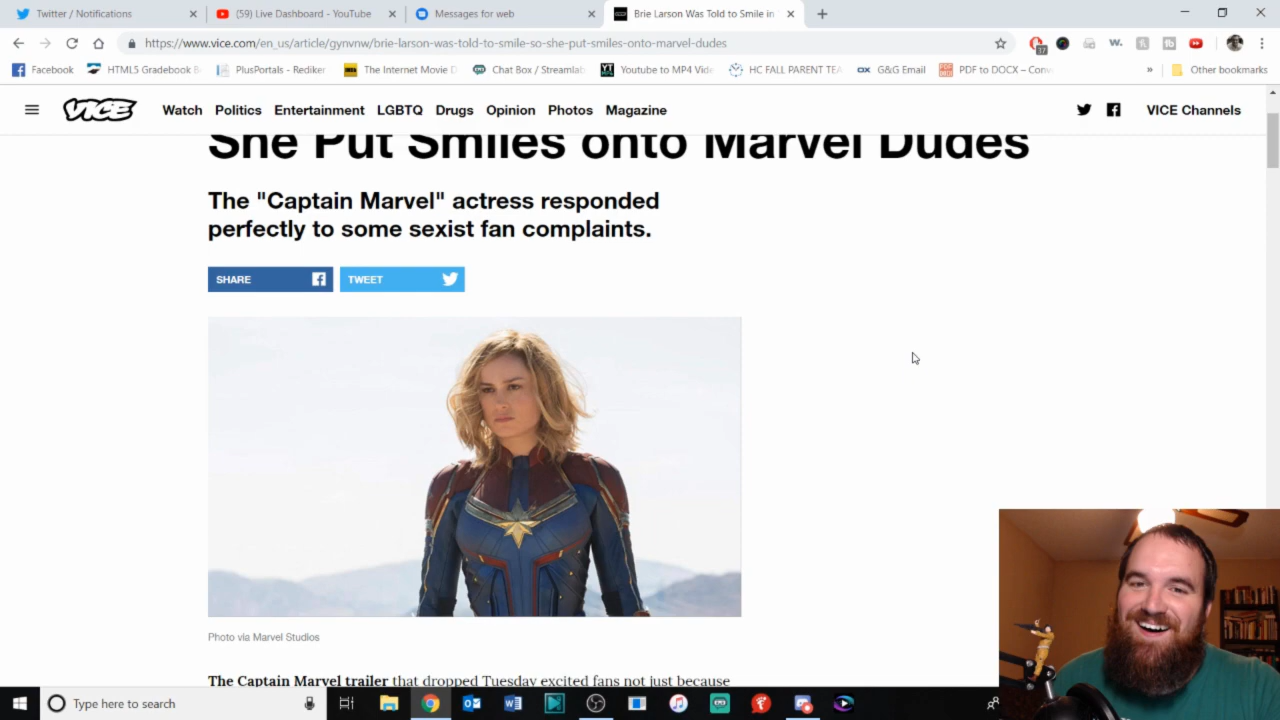 Twitter / Notifications
(59) Live Dashboard - YouTube
Messages for web
Brie Larson Was Told to Smile in
https://www.vice.com/en_us/article/gynvnw/brie-larson-was-told-to-smile-so-she-put-smiles-onto-marvel-dudes
17
W.
fb
Facebook
HTML5 Gradebook
PlusPortals - Rediker
The Internet Movie D
Chat Box / Streamlab
Youtube to MP4 Vide
HC FALL PARENT TEA
OX G&G Email
PDF to DOCX – Conv
»
Other bookmarks
VICE
Watch
Politics
Entertainment
LGBTQ
Drugs
Opinion
Photos
Magazine
VICE Channels
She Put Smiles onto Marvel Dudes
The "Captain Marvel" actress responded
perfectly to some sexist fan complaints.
SHARE
TWEET
Photo via Marvel Studios
The Captain Marvel trailer that dropped Tuesday excited fans not just because
Type here to search